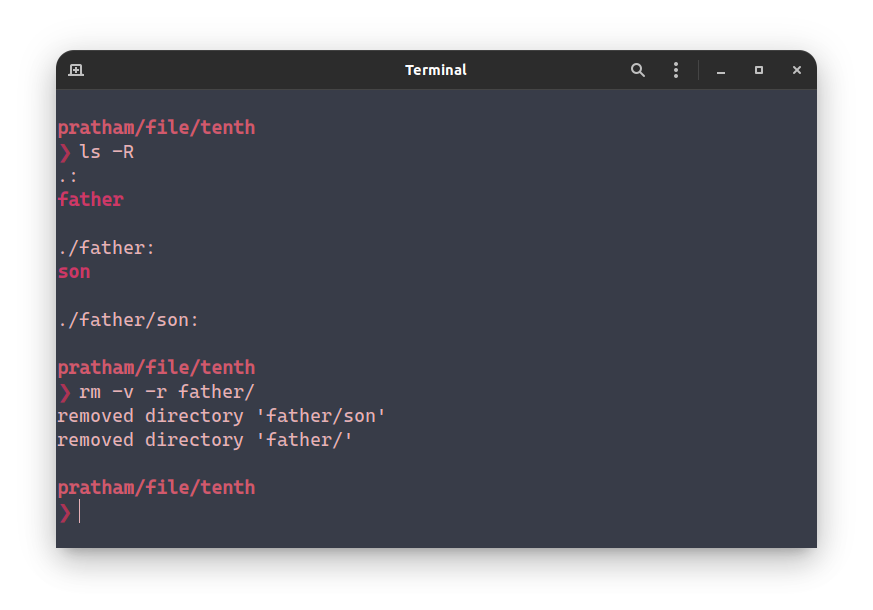 Terminal
pratham/file/tenth
❯ ls -R
.:
father
./father:
son
./father/son:
pratham/file/tenth
❯ rm -v -r father/
removed directory 'father/son'
removed directory 'father/'
pratham/file/tenth
❯